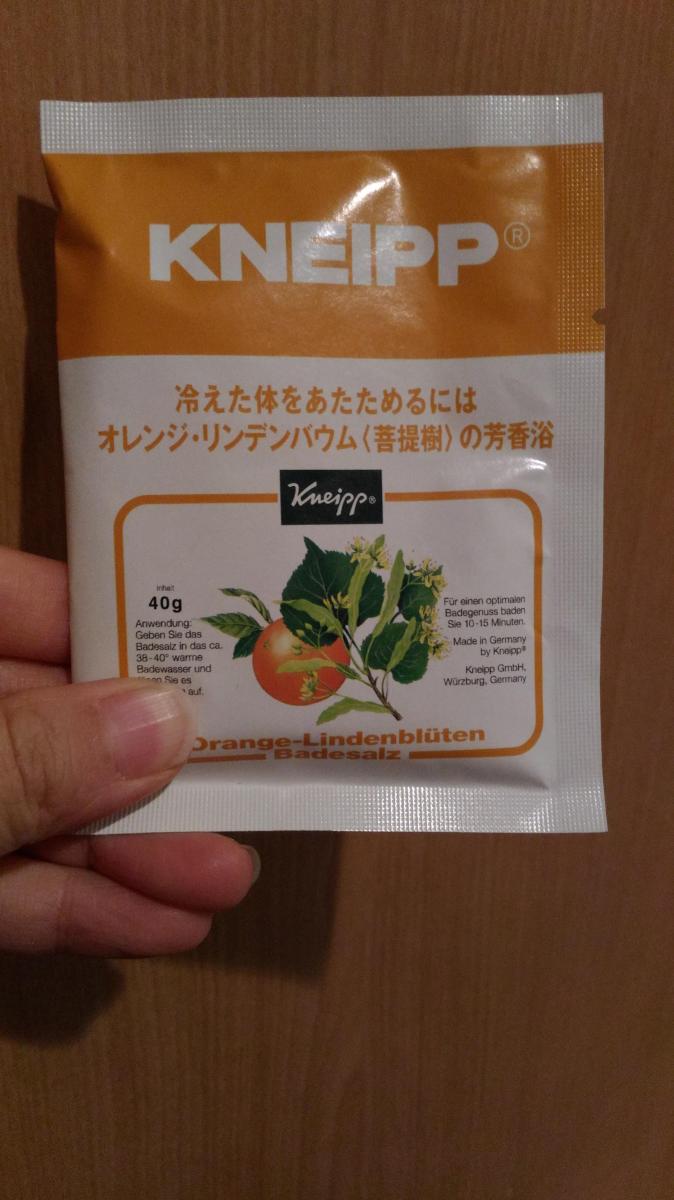 KNEIPP®
冷えた体をあたためるには
オレンジ・リンデンバウム〈菩提樹〉の芳香浴
Kneipp®
Inhalt
40g
Anwendung:
Geben Sie das
Badesalz in das ca.
38-40° warme
Badewasser und
Sie es
auf.
Für einen optimalen
Badegenuss baden
Sie 10-15 Minuten.
Made in Germany
by Kneipp®
Kneipp GmbH,
Würzburg, Germany
Orange-Lindenblüten
Badesalz